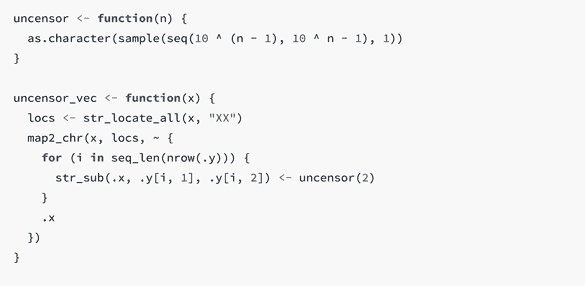 uncensor <- function(n) {
  as.character(sample(seq(10 ^ (n - 1), 10 ^ n - 1), 1))
}

uncensor_vec <- function(x) {
  locs <- str_locate_all(x, "XX")
  map2_chr(x, locs, ~ {
    for (i in seq_len(nrow(.y))) {
      str_sub(.x, .y[i, 1], .y[i, 2]) <- uncensor(2)
    }
    .x
  })
}